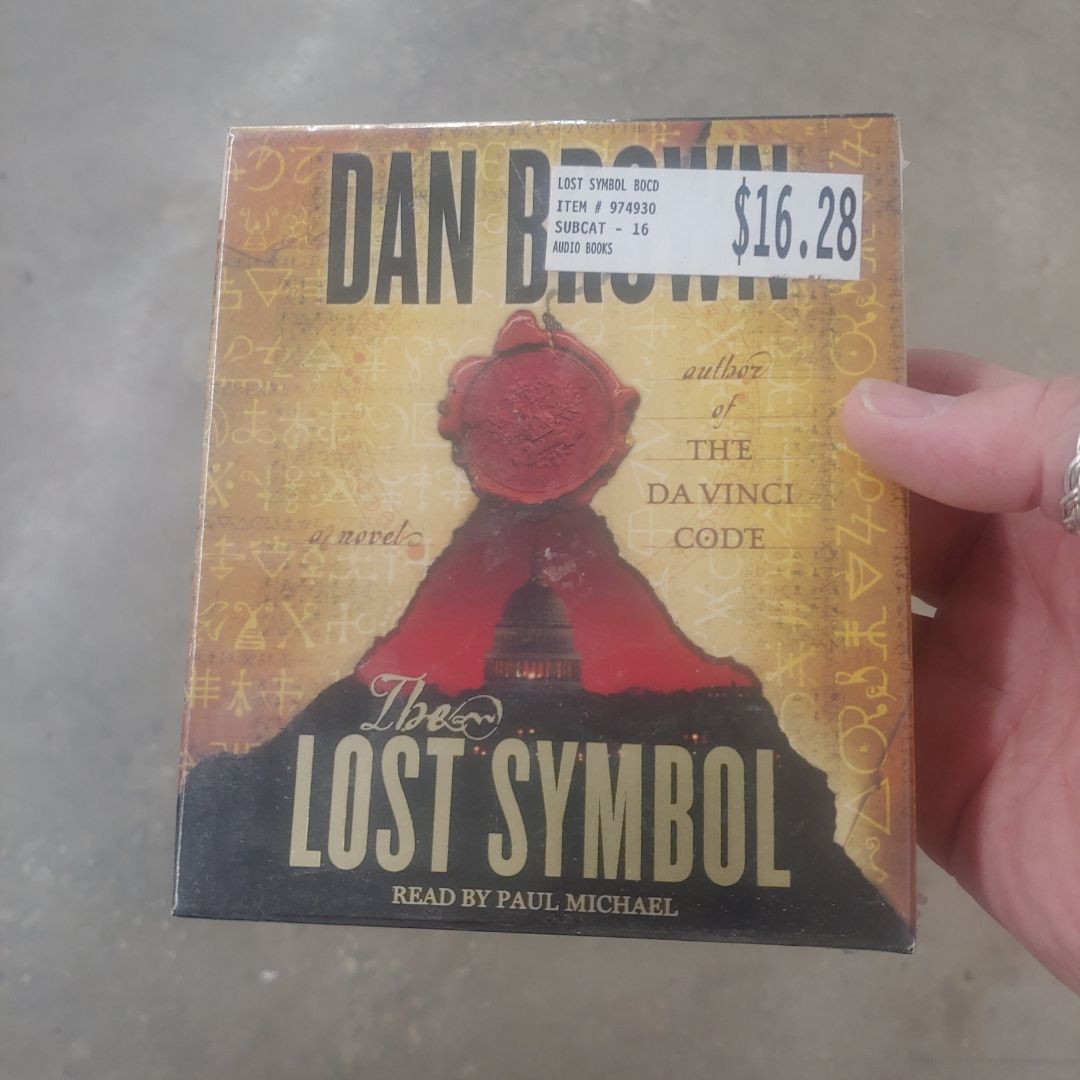 DAN BROWN
LOST SYMBOL BOCD
ITEM # 974930
SUBCAT - 16
AUDIO BOOKS
$16.28
author
of
THE
DA VINCI
CODE
a novel
The
LOST SYMBOL
READ BY PAUL MICHAEL